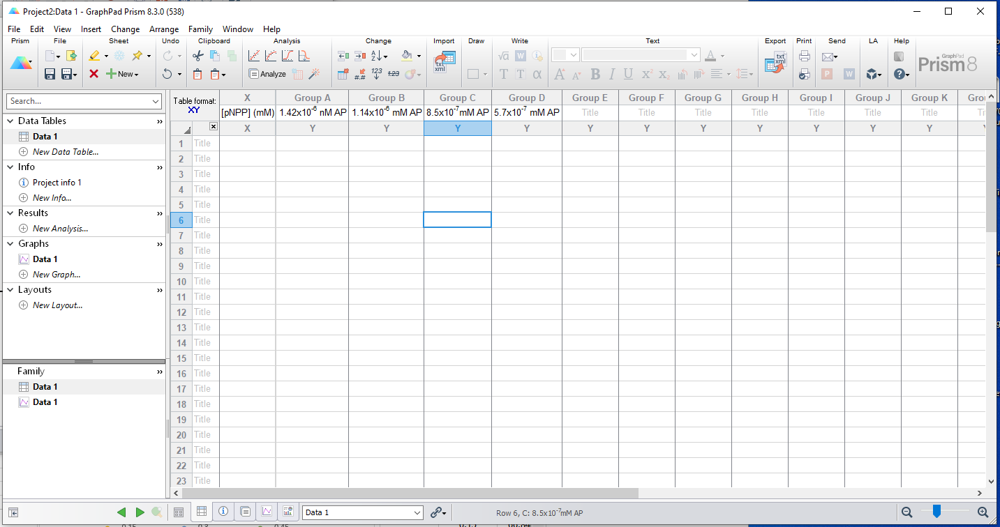 Project2:Data 1 - GraphPad Prism 8.3.0 (538)
File Edit View Insert Change Arrange Family Window Help
Prism File Sheet Undo Clipboard Analysis Change Import Draw Write Text Export Print Send LA Help
New
Analyze
txt
xml
txt
xml
GraphPad
Prism 8
Search...
Data Tables
Data 1
New Data Table...
Info
Project info 1
New Info...
Results
New Analysis...
Graphs
Data 1
New Graph...
Layouts
New Layout...
Family
Data 1
Data 1
Table format:
XY
X Group A Group B Group C Group D Group E Group F Group G Group H Group I Group J Group K
[pNPP] (mM) 1.42x10⁻⁶ nM AP 1.14x10⁻⁶ mM AP 8.5x10⁻⁷mM AP 5.7x10⁻⁷ mM AP Title Title Title Title Title Title Title
X Y Y Y Y Y Y Y Y Y Y Y
1 Title
2 Title
3 Title
4 Title
5 Title
6 Title
7 Title
8 Title
9 Title
10 Title
11 Title
12 Title
13 Title
14 Title
15 Title
16 Title
17 Title
18 Title
19 Title
20 Title
21 Title
22 Title
23 Title
Data 1
Row 6, C: 8.5x10⁻⁷mM AP